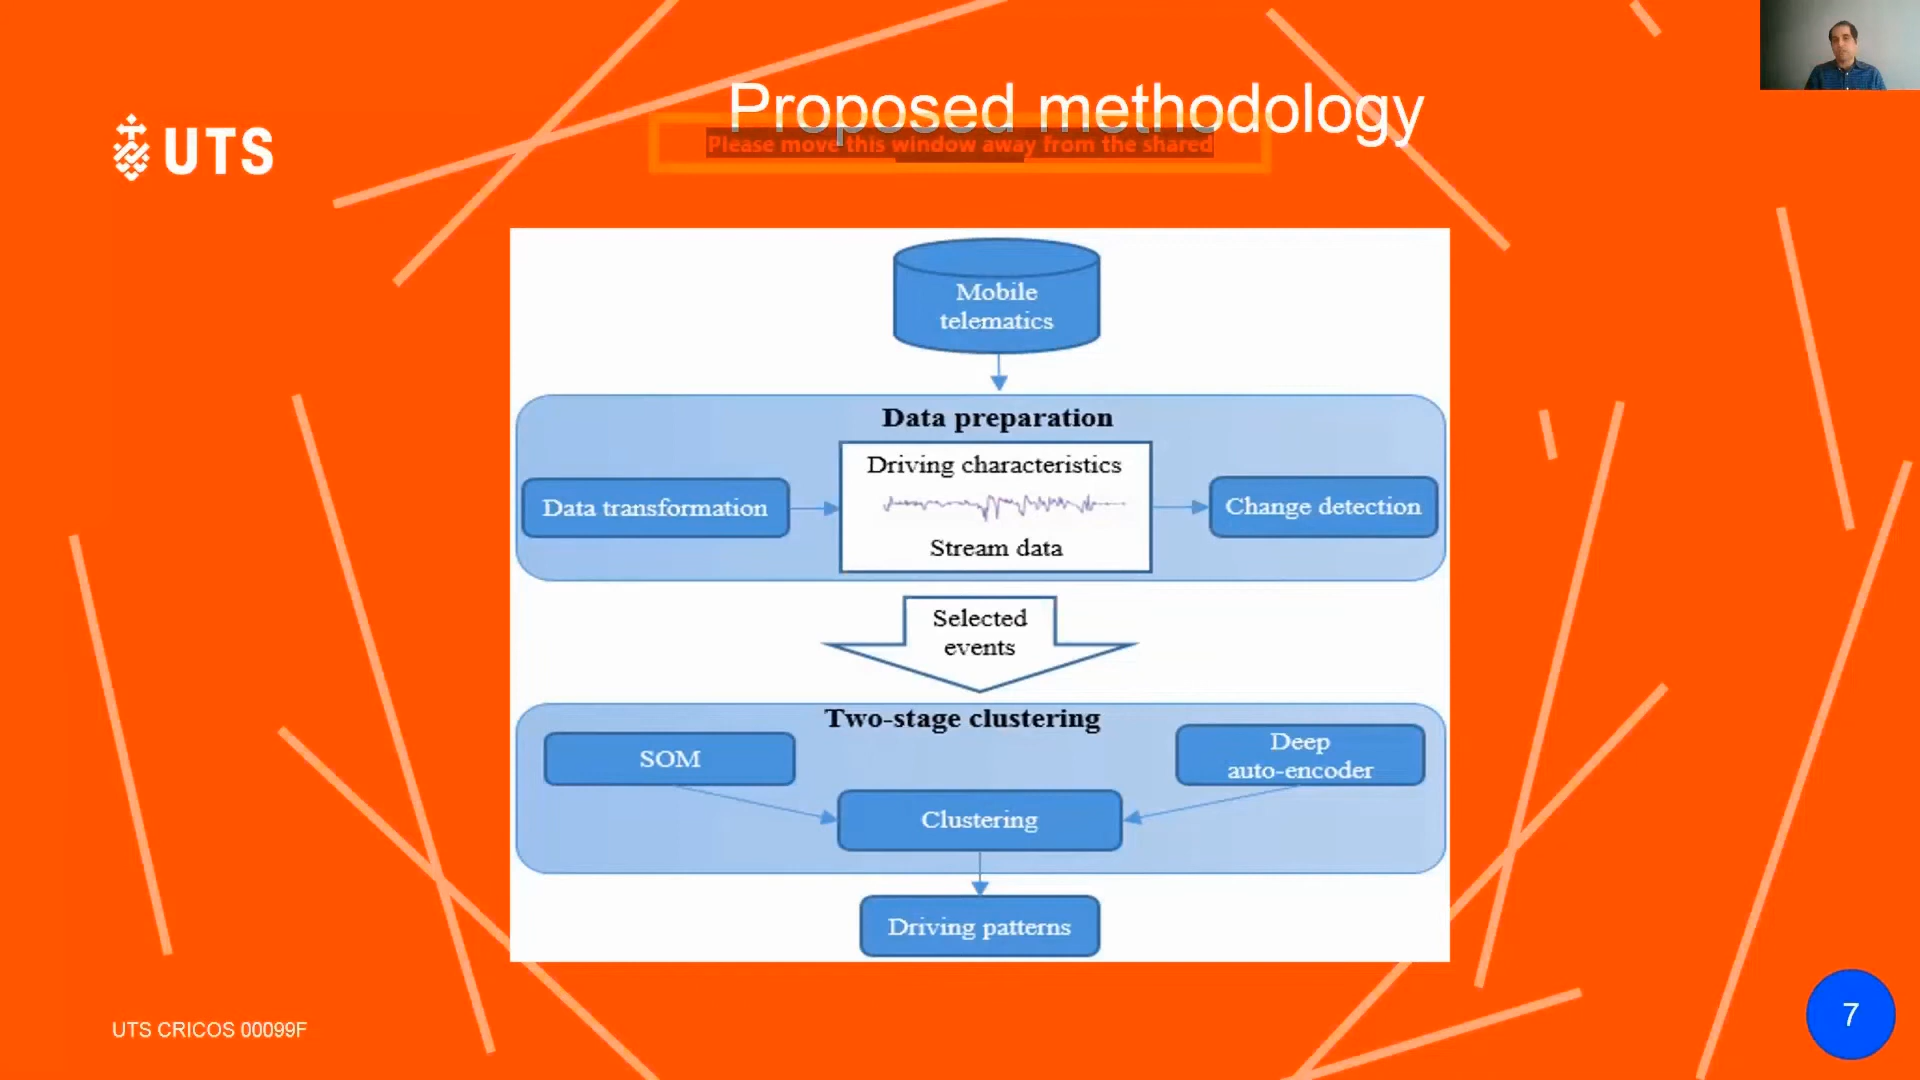 Proposed methodology
Please move this window away from the shared
UTS
Mobile
telematics
Data preparation
Data transformation
Driving characteristics
Stream data
Change detection
Selected
events
Two-stage clustering
SOM
Deep
auto-encoder
Clustering
Driving patterns
UTS CRICOS 00099F
7